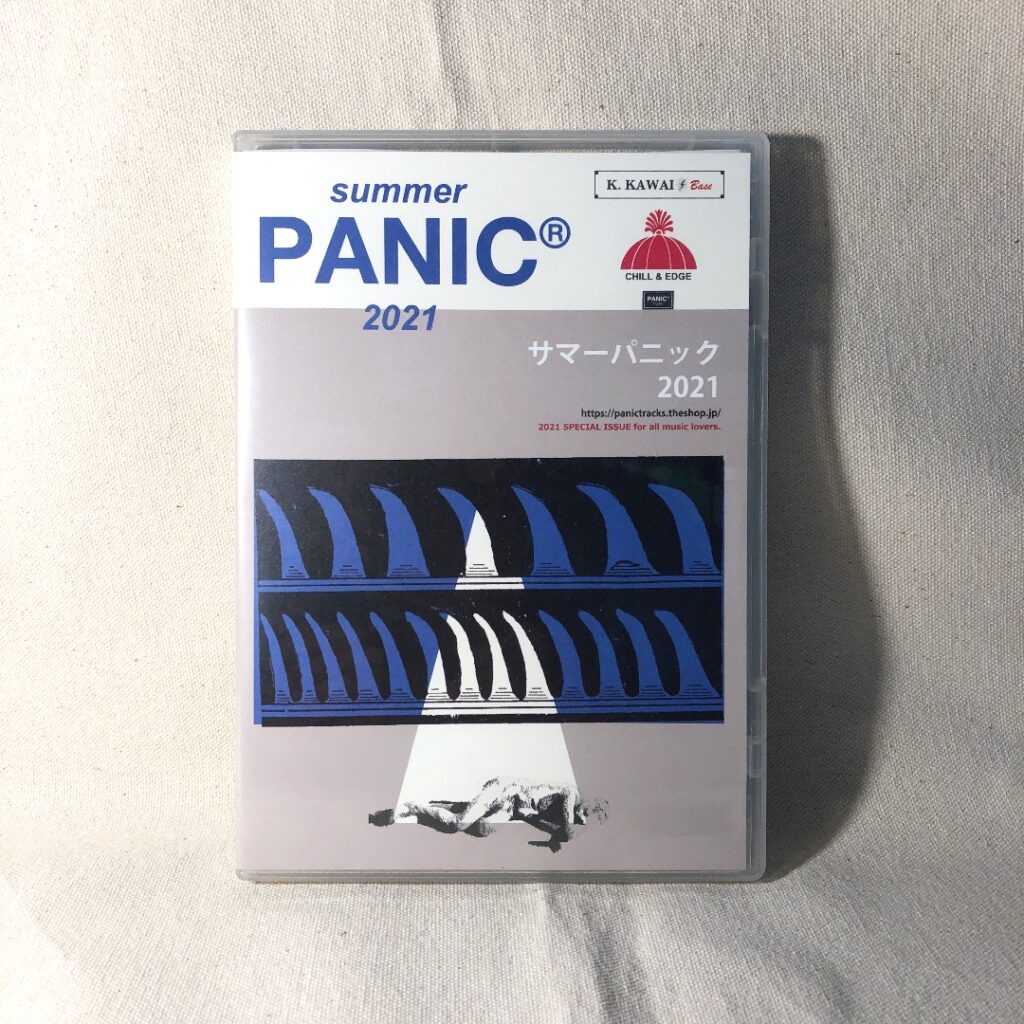 summer
PANIC®
2021
K. KAWAI Base
CHILL & EDGE
PANIC®
サマーパニック
2021
https://panictracks.theshop.jp/
2021 SPECIAL ISSUE for all music lovers.